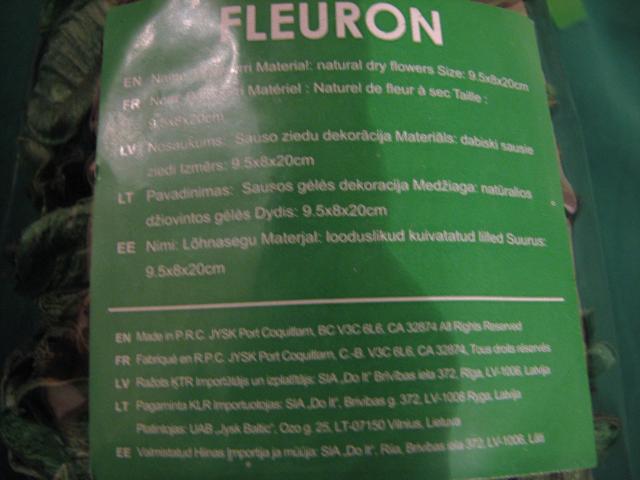 FLEURON
EN Material: natural dry flowers Size: 9.5x8x20cm
FR Matériel : Naturel de fleur à sec Taille :
9.5x8x20cm
LV Nosaukums: Sauso ziedu dekorācija Materiāls: dabiski sausie
ziedi Izmērs: 9.5x8x20cm
LT Pavadinimas: Sausos gėlės dekoracija Medžiaga: natūralios
džiovintos gėlės Dydis: 9.5x8x20cm
EE Nimi: Lõhnasegu Materjal: looduslikud kuivatatud lilled Suurus:
9.5x8x20cm
EN Made in P.R.C. JYSK Port Coquitlam, BC V3C 6L6, CA 32874 All Rights Reserved
FR Fabriqué en R.P.C. JYSK Port Coquitlam, C.-B. V3C 6L6, CA 32874, Tous droits réservés
LV Ražots ĶTR Importētājs un izplatītājs: SIA „Do It” Brīvības iela 372, Rīga, LV-1006, Latvija
LT Pagaminta KLR Importuotojas: SIA „Do It”, Brivibas g. 372, LV-1006 Ryga, Latvija
Platintojas: UAB „Jysk Baltic”, Ozo g. 25, LT-07150 Vilnius, Lietuva
EE Valmistatud Hiinas Importija ja müüja: SIA „Do It”, Riia, Brivibas iela 372, LV-1006, Läti